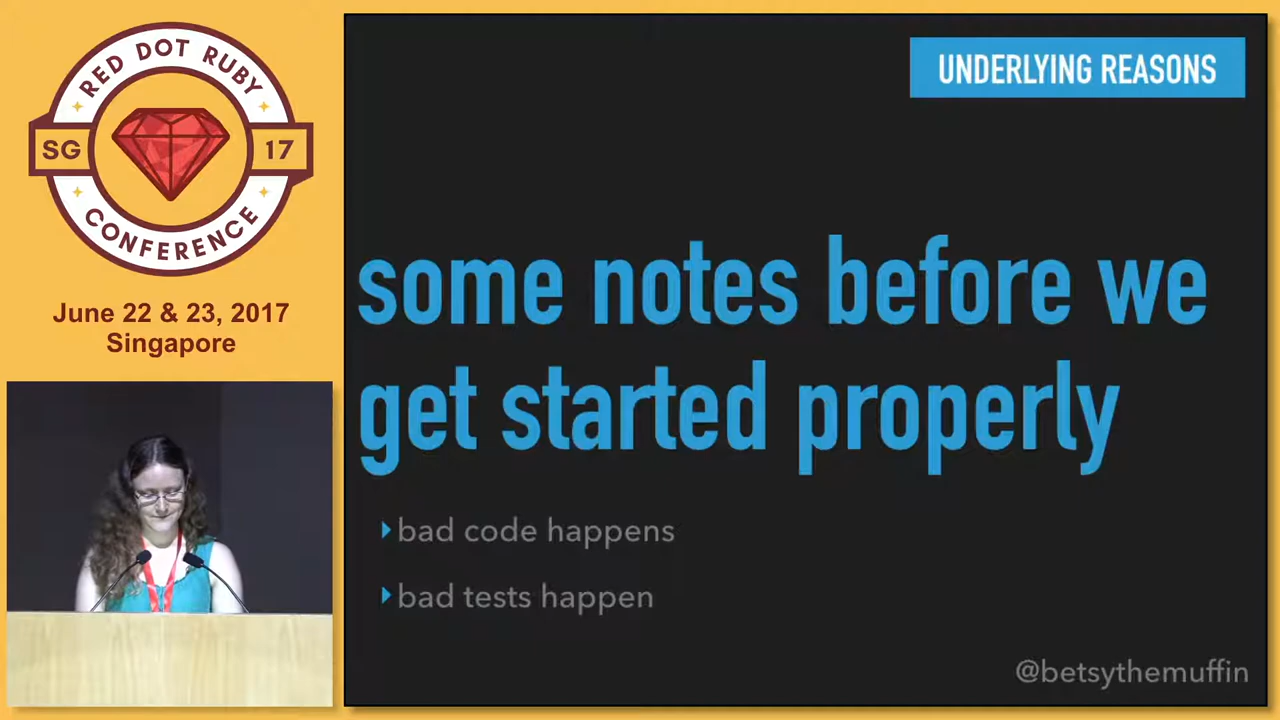 RED DOT RUBY
SG 17
CONFERENCE
June 22 & 23, 2017
Singapore
UNDERLYING REASONS
some notes before we
get started properly
bad code happens
bad tests happen
@betsythemuffin